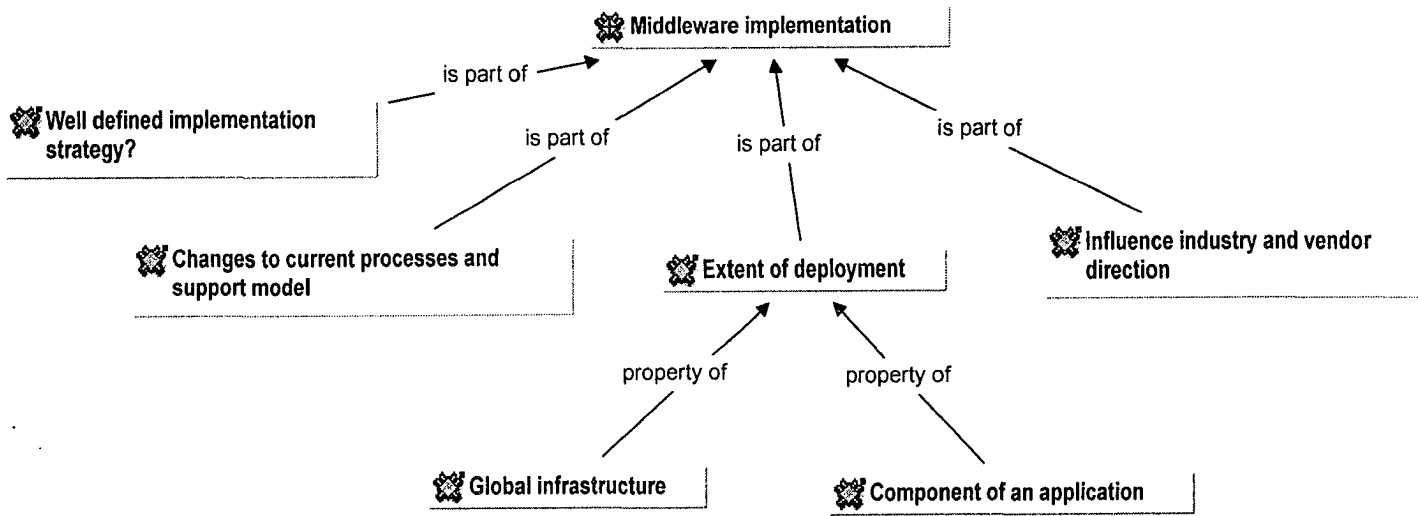 Middleware implementation
is part of
Well defined implementation
strategy?
is part of
is part of
is part of
Changes to current processes and
support model
Extent of deployment
Influence industry and vendor
direction
property of
property of
Global infrastructure
Component of an application